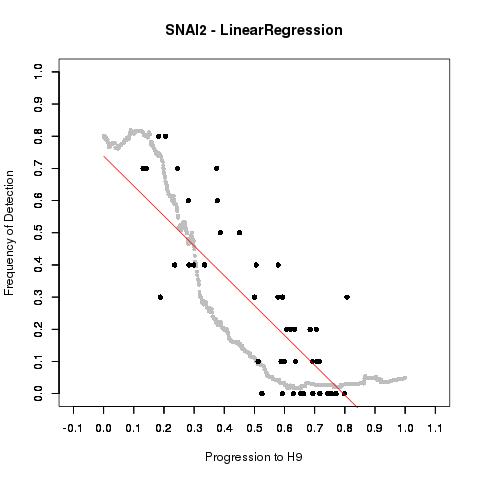 SNAI2 - LinearRegression
1.0
0.9
0.8
0.7
0.6
0.5
0.4
0.3
0.2
0.1
0.0
Frequency of Detection
-0.1 0.0 0.1 0.2 0.3 0.4 0.5 0.6 0.7 0.8 0.9 1.0 1.1
Progression to H9